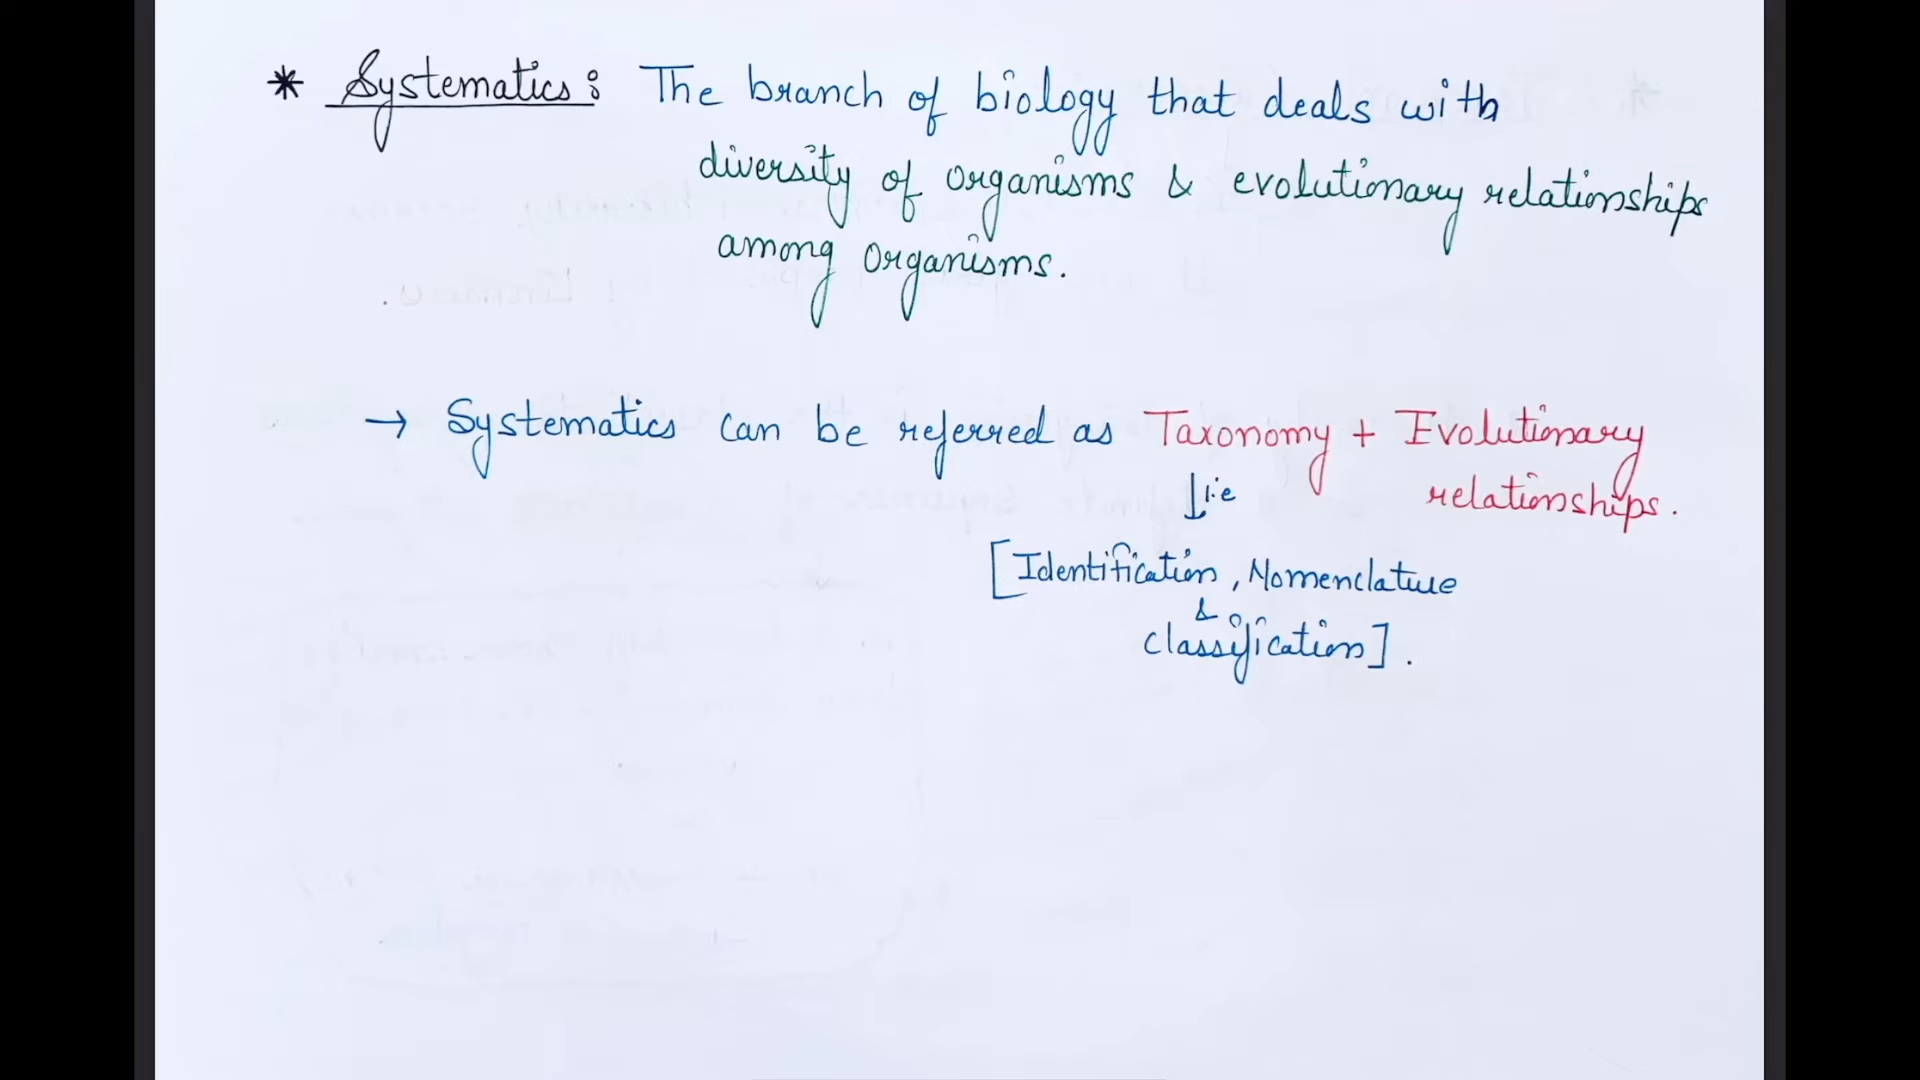 * Systematics: The branch of biology that deals with
diversity of organisms & evolutionary relationships
among organisms.
→ Systematics can be referred as Taxonomy + Evolutionary
relationships.
↓ i.e
[Identification, Nomenclature
&
classification].